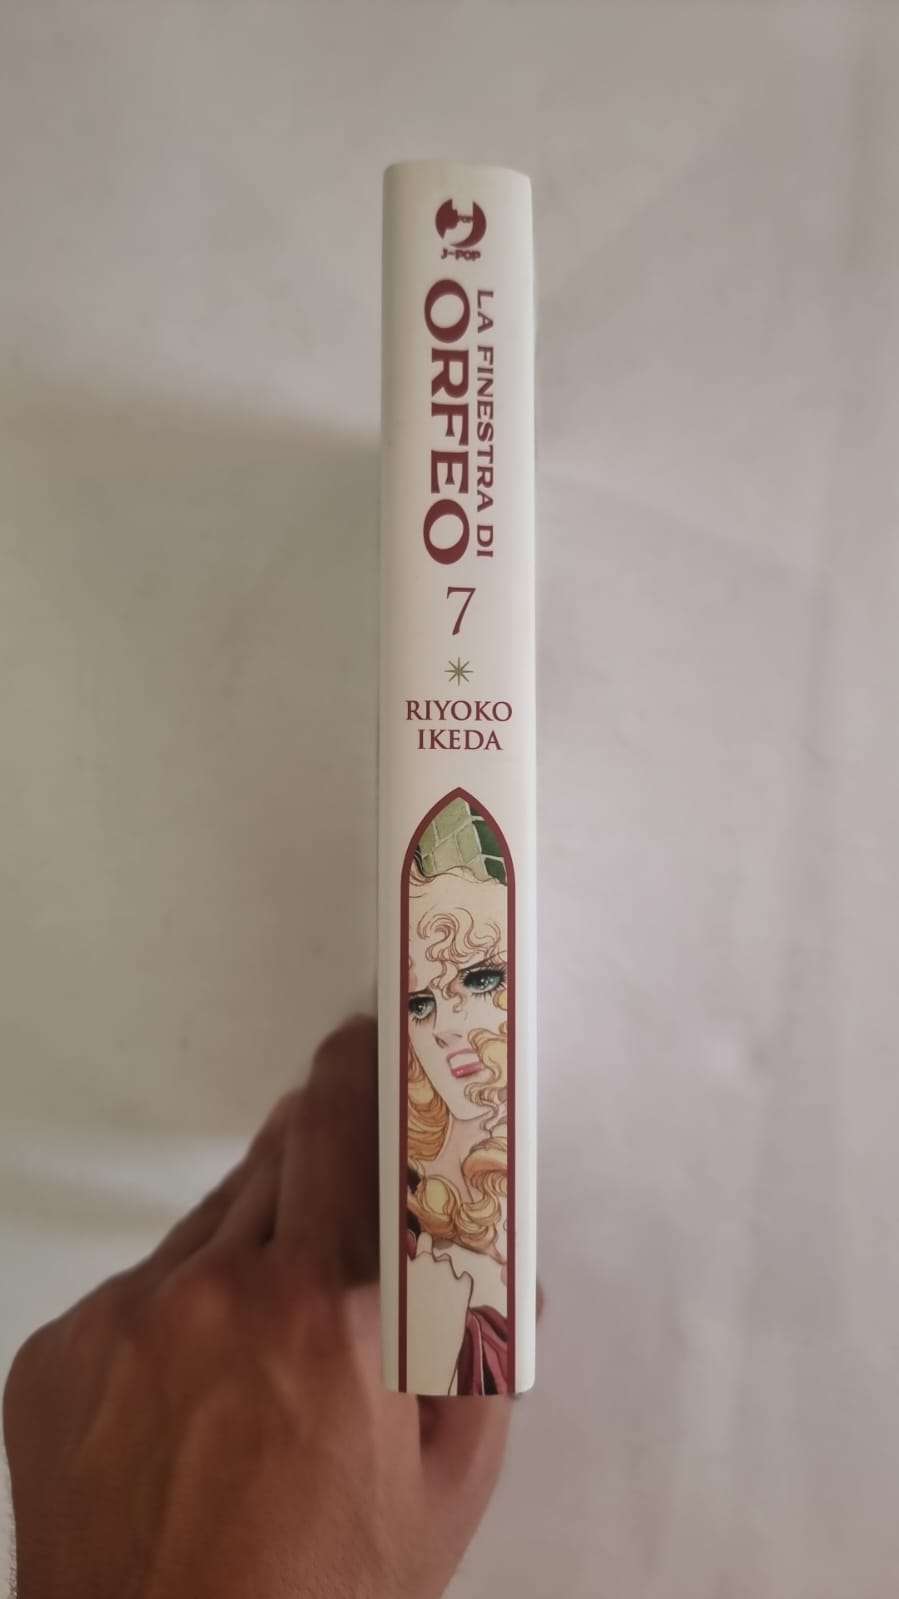 J-POP
LA FINESTRA DI
ORFEO
7
RIYOKO
IKEDA